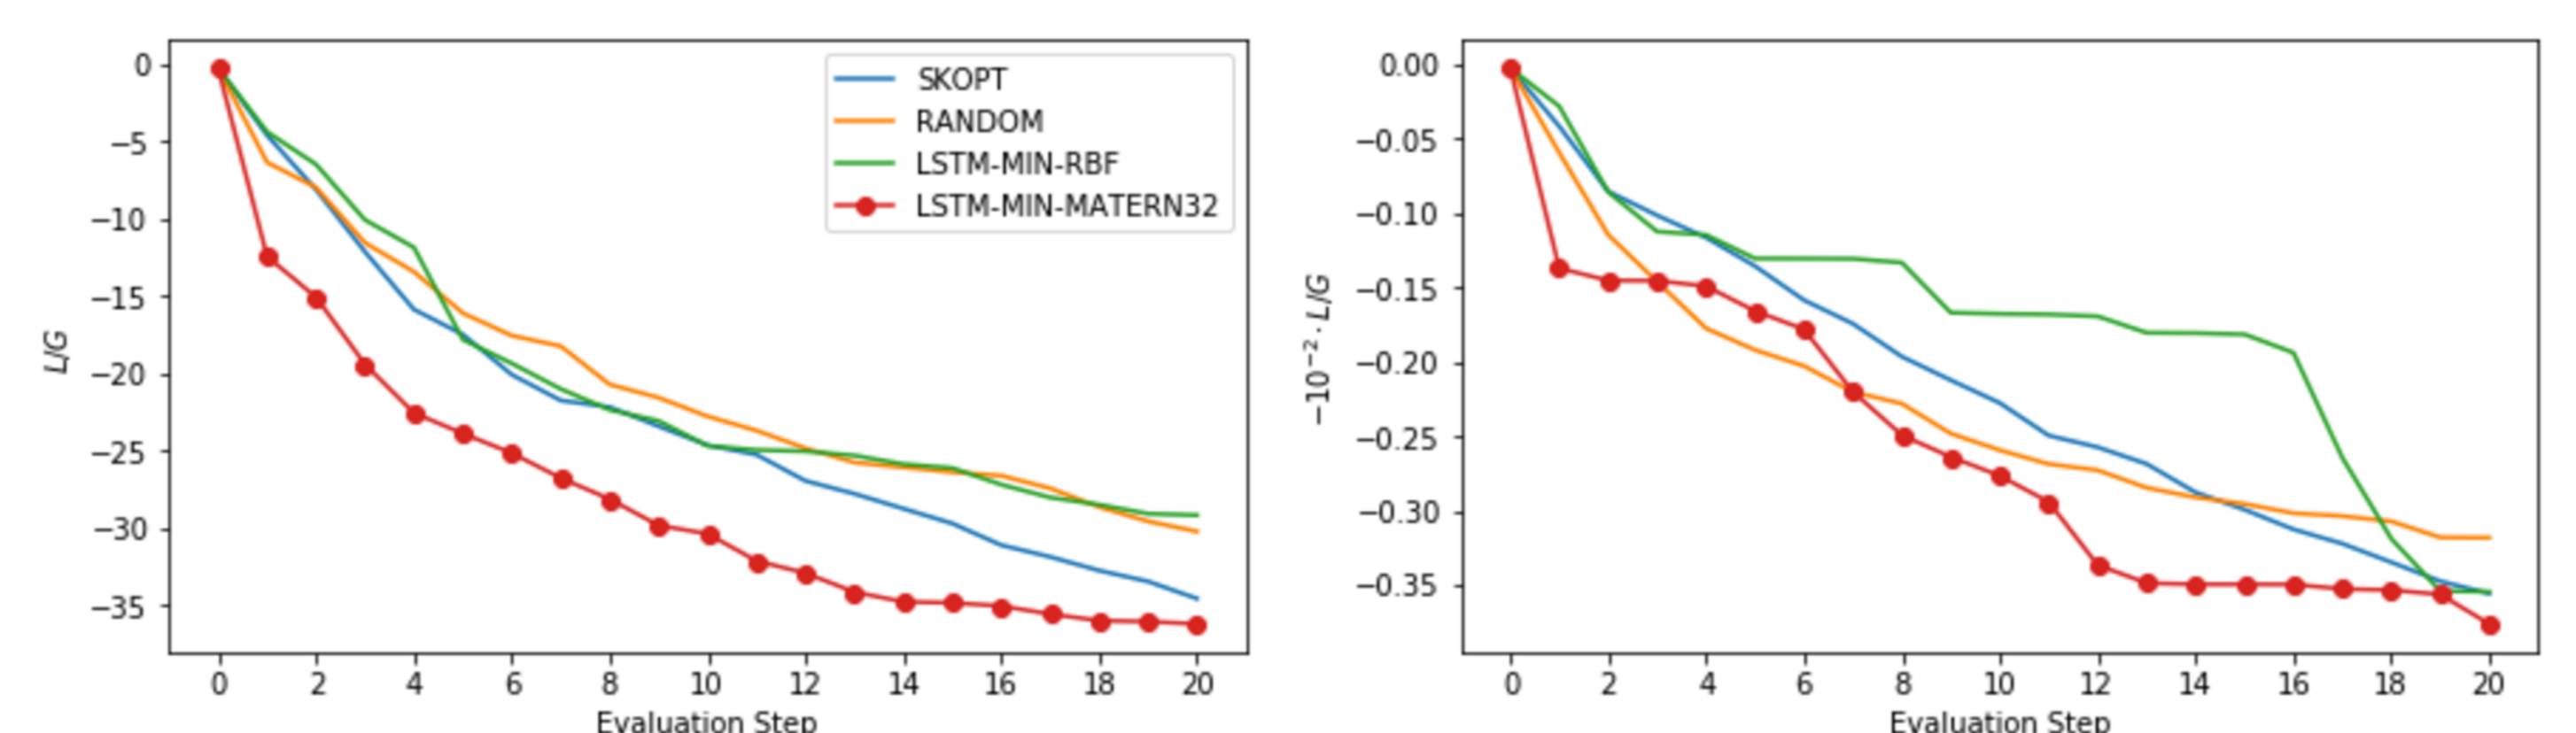 0
−5
−10
−15
−20
−25
−30
−35
L/G
SKOPT
RANDOM
LSTM-MIN-RBF
LSTM-MIN-MATERN32
0 2 4 6 8 10 12 14 16 18 20
Evaluation Step
0.00
−0.05
−0.10
−0.15
−0.20
−0.25
−0.30
−0.35
−10⁻² · L/G
0 2 4 6 8 10 12 14 16 18 20
Evaluation Step